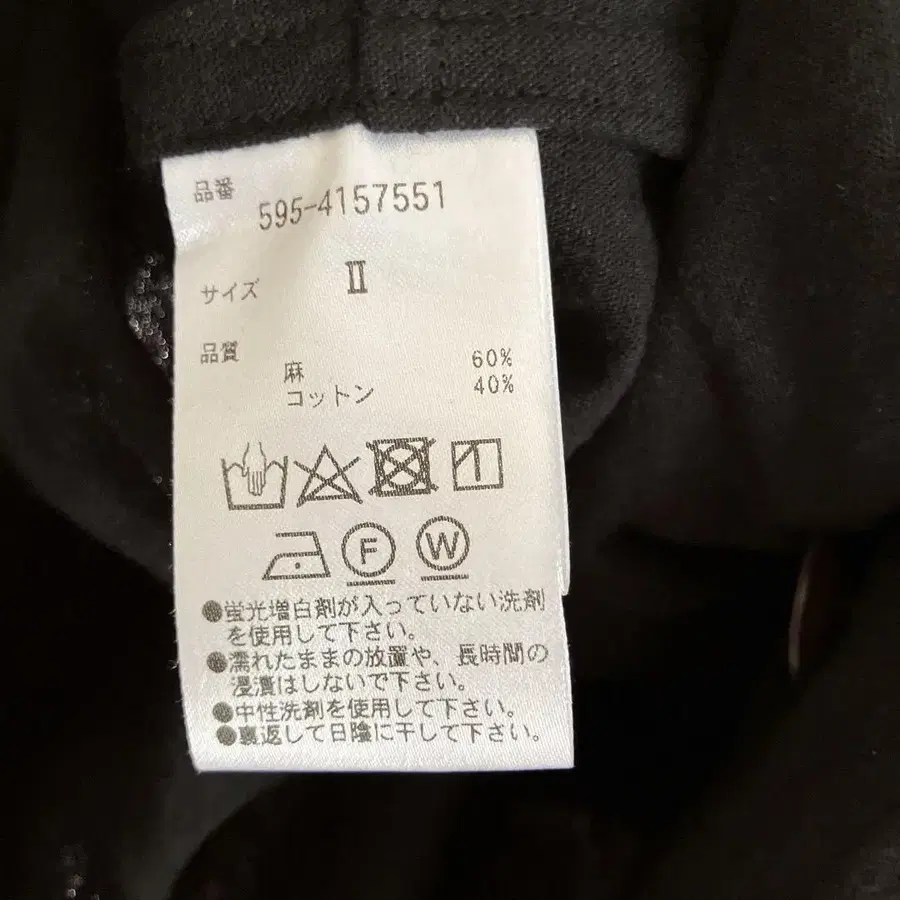 品番
595-4157551
サイズ Ⅱ
品質
麻 60%
コットン 40%
F W
●蛍光増白剤が入っていない洗剤
を使用して下さい。
●濡れたままの放置や、長時間の
浸漬はしないで下さい。
●中性洗剤を使用して下さい。
●裏返して日陰に干して下さい。